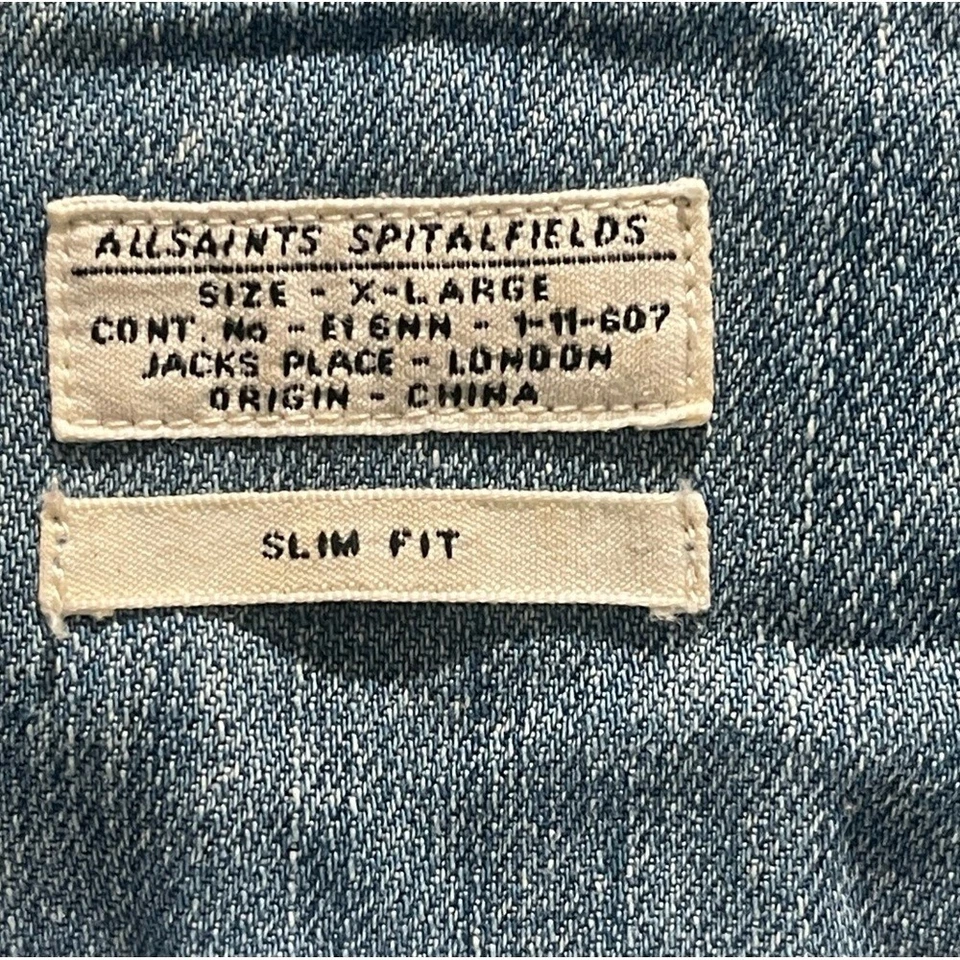 ALLSAINTS SPITALFIELDS
SIZE - X-LARGE
CONT. No - E1 6NN - 1-11-607
JACKS PLACE - LONDON
ORIGIN - CHINA
SLIM FIT